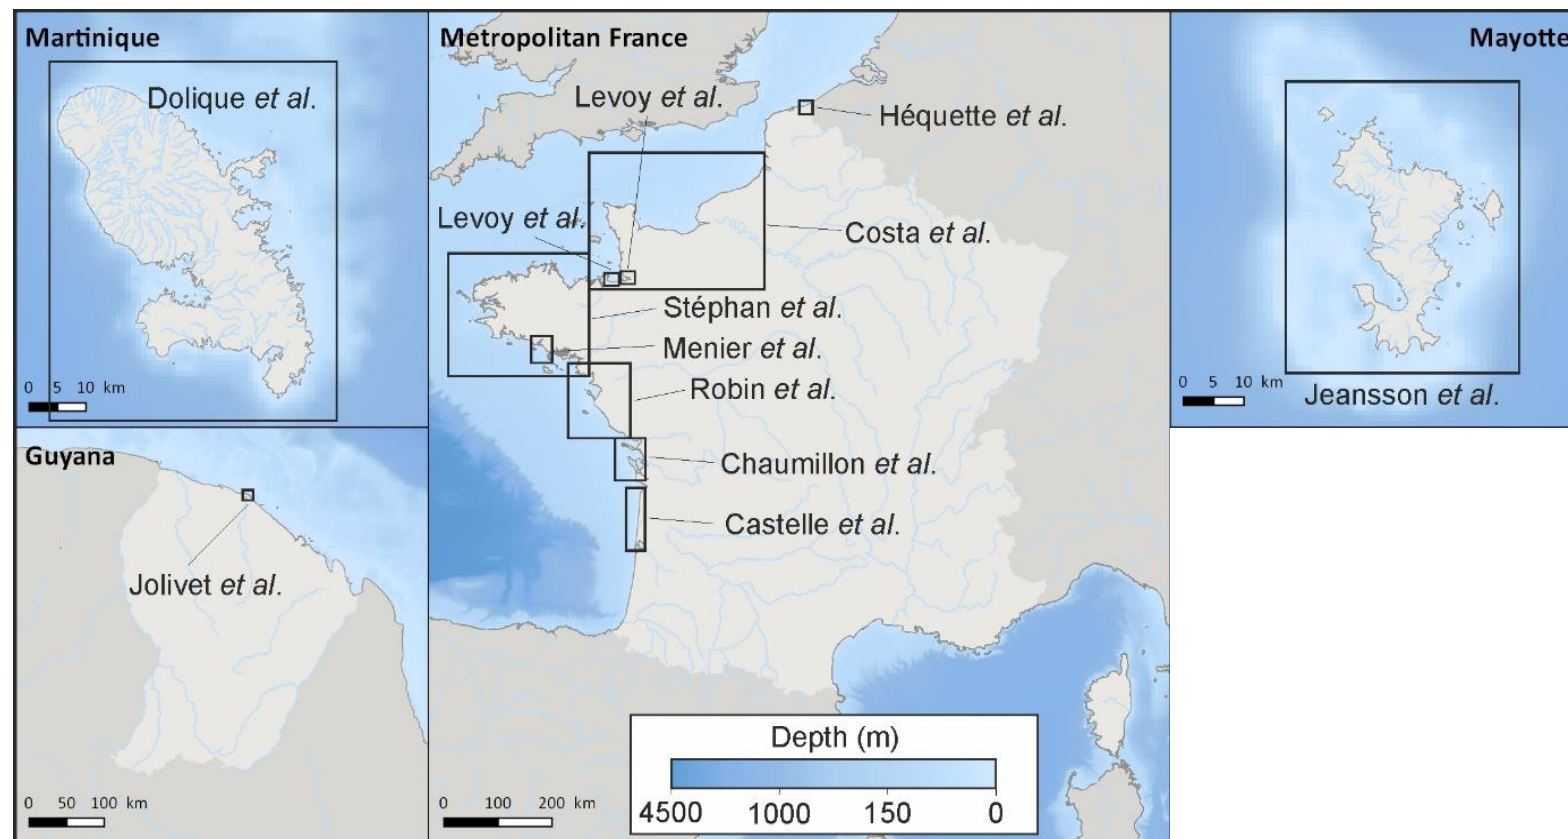 Martinique
Dolique et al.
0 5 10 km
Guyana
Jolivet et al.
0 50 100 km
Metropolitan France
Levoy et al.
Héquette et al.
Levoy et al.
Costa et al.
Stéphan et al.
Menier et al.
Robin et al.
Chaumillon et al.
Castelle et al.
Depth (m)
4500 1000 150 0
0 100 200 km
Mayotte
0 5 10 km
Jeansson et al.